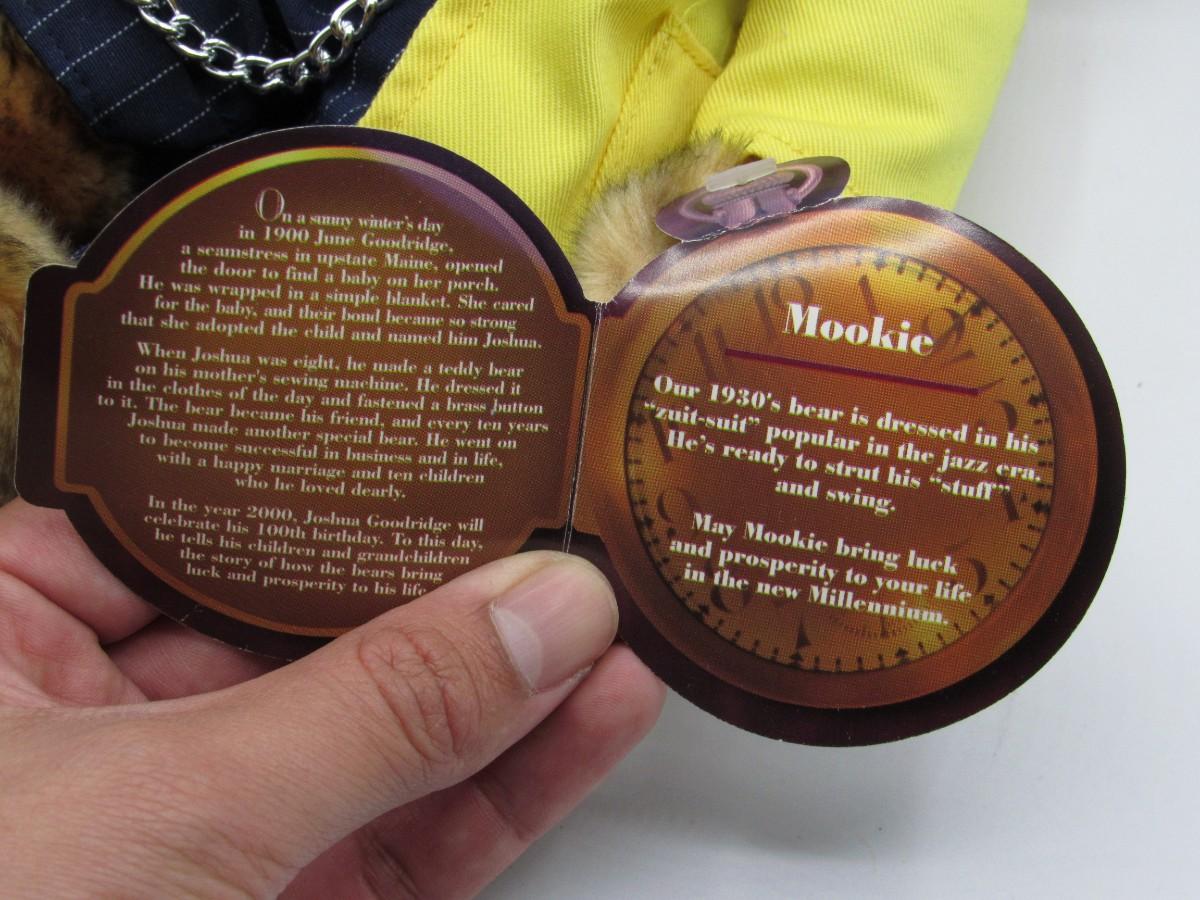 On a sunny winter's day
in 1900 June Goodridge,
a seamstress in upstate Maine, opened
the door to find a baby on her porch.
He was wrapped in a simple blanket. She cared
for the baby, and their bond became so strong
that she adopted the child and named him Joshua.
When Joshua was eight, he made a teddy bear
on his mother's sewing machine. He dressed it
in the clothes of the day and fastened a brass button
to it. The bear became his friend, and every ten years
Joshua made another special bear. He went on
to become successful in business and in life,
with a happy marriage and ten children
who he loved dearly.
In the year 2000, Joshua Goodridge will
celebrate his 100th birthday. To this day,
he tells his children and grandchildren
the story of how the bears bring
luck and prosperity to his life
Mookie
Our 1930's bear is dressed in his
"zuit-suit" popular in the jazz era.
He's ready to strut his "stuff"
and swing.
May Mookie bring luck
and prosperity to your life
in the new Millennium.